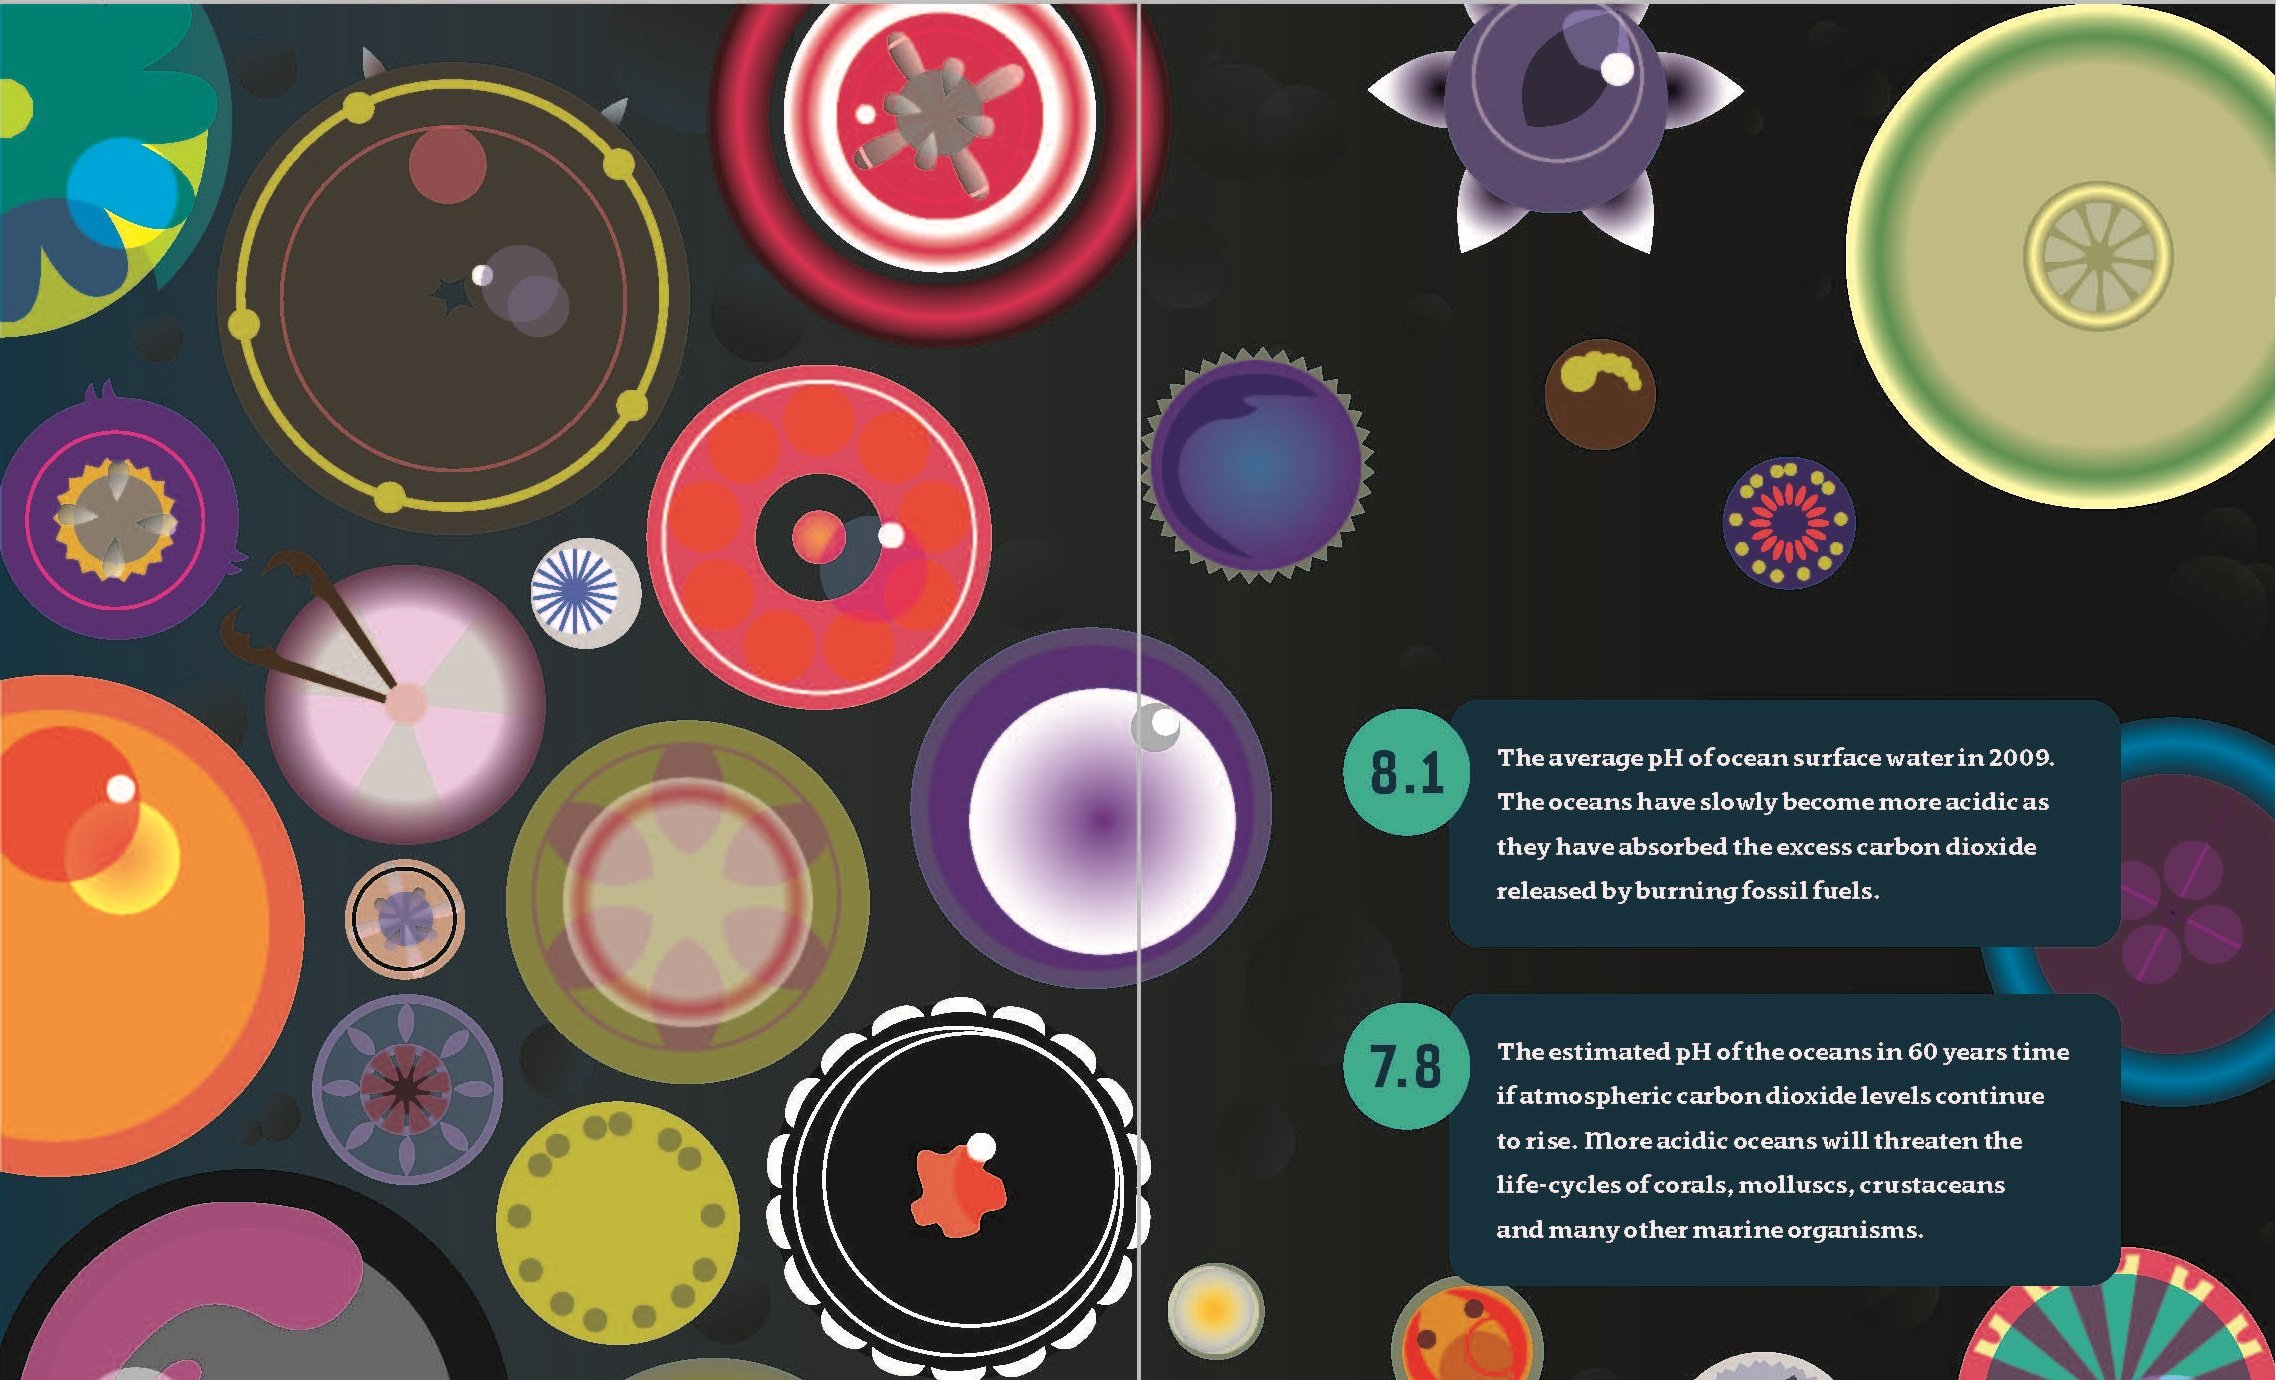 8.1
The average pH of ocean surface water in 2009.
The oceans have slowly become more acidic as
they have absorbed the excess carbon dioxide
released by burning fossil fuels.
7.8
The estimated pH of the oceans in 60 years time
if atmospheric carbon dioxide levels continue
to rise. More acidic oceans will threaten the
life-cycles of corals, molluscs, crustaceans
and many other marine organisms.